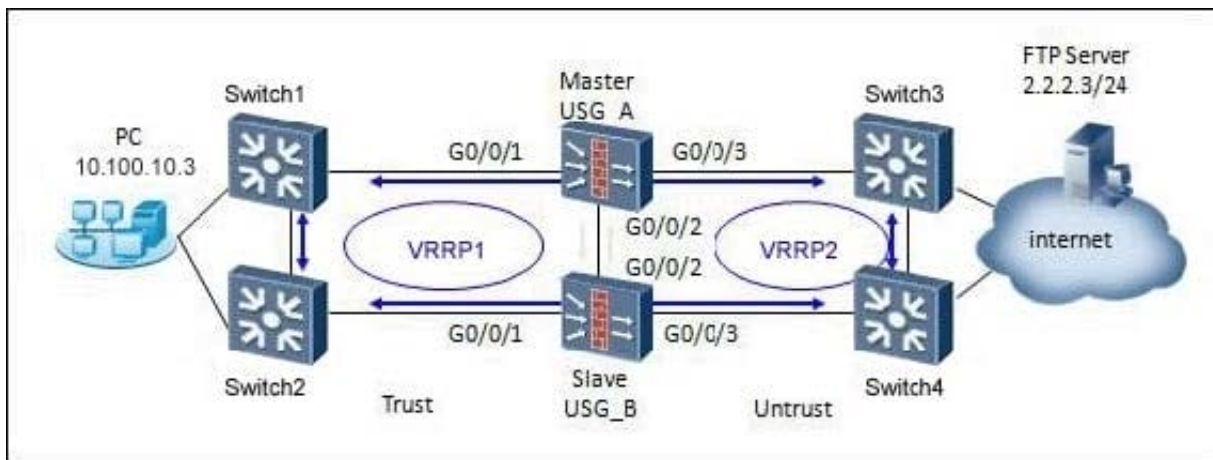 FTP Server
2.2.2.3/24
Master
USG_A
Switch1
Switch3
PC
10.100.10.3
G0/0/1
G0/0/3
G0/0/2
VRRP1
VRRP2
internet
G0/0/2
G0/0/1
G0/0/3
Switch2
Slave
USG_B
Switch4
Trust
Untrust